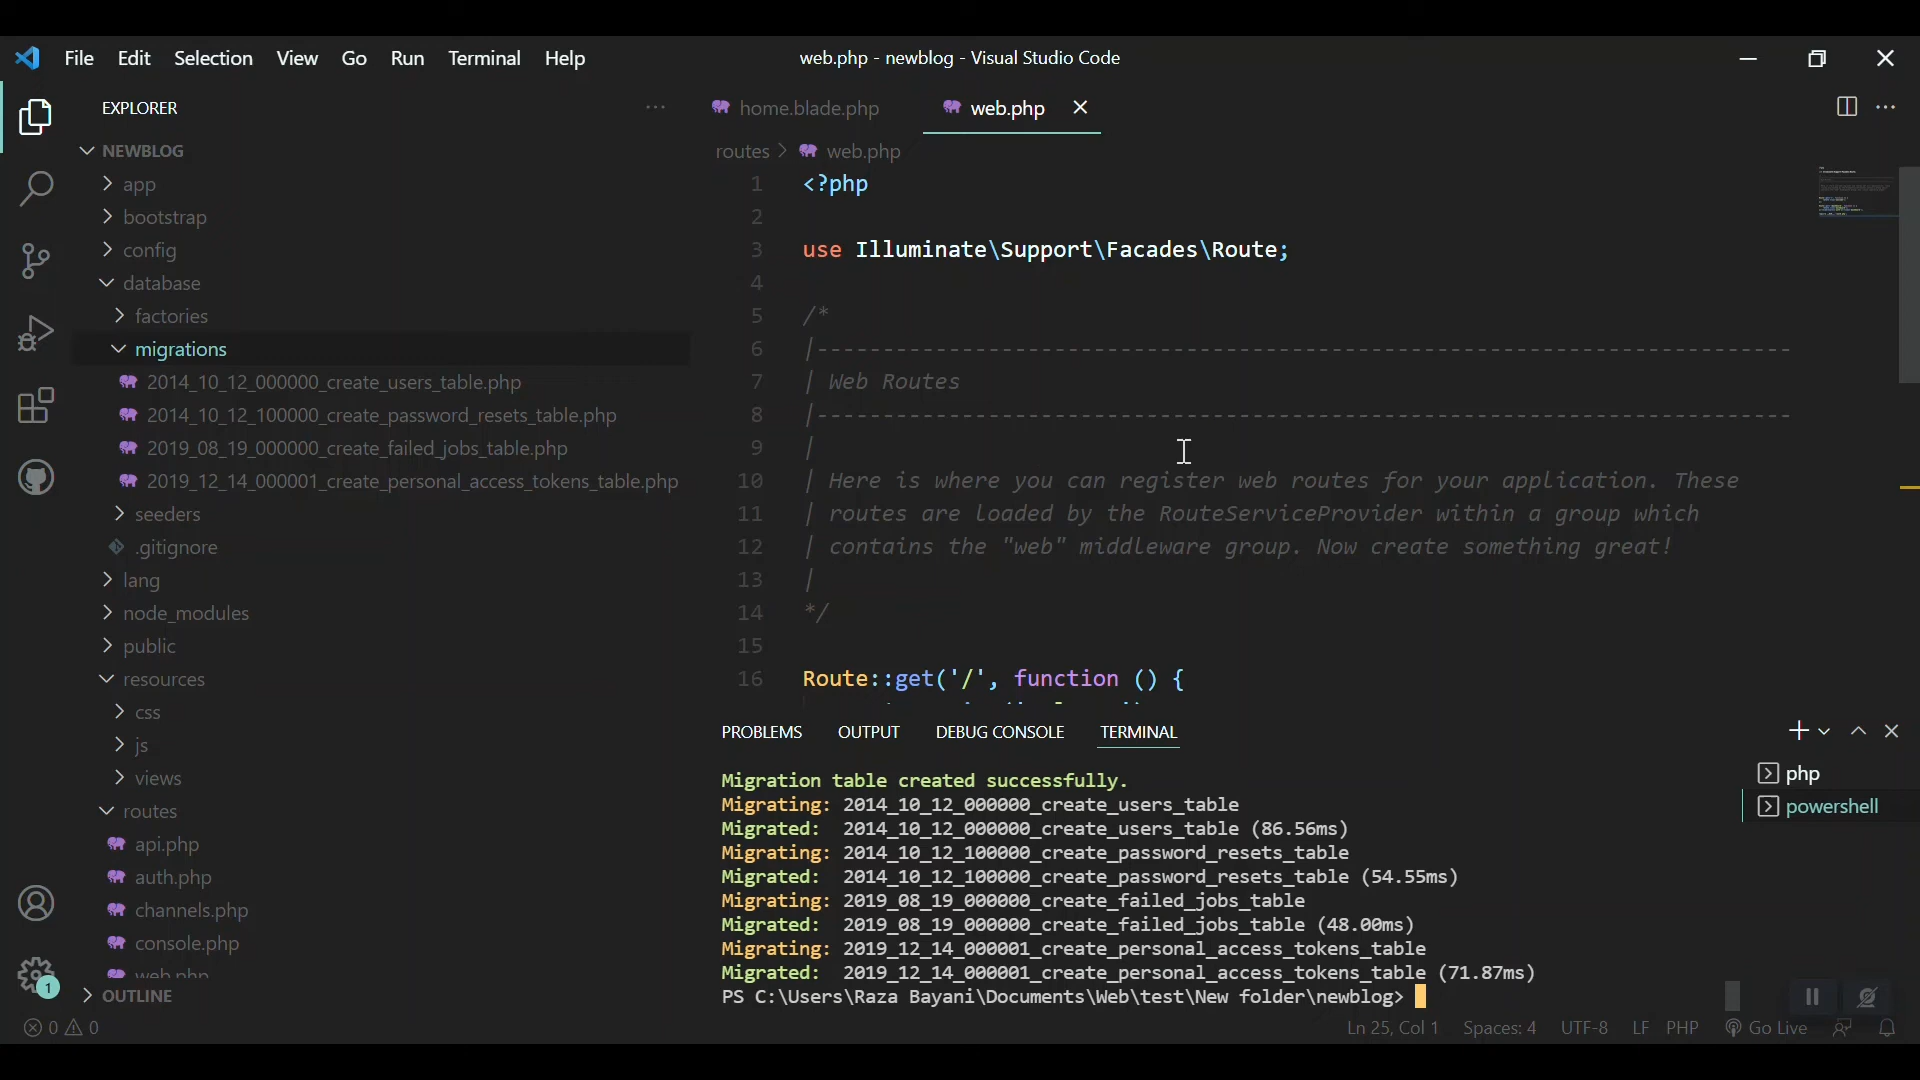 File Edit Selection View Go Run Terminal Help
web.php - newblog - Visual Studio Code
EXPLORER
NEWBLOG
app
bootstrap
config
database
factories
migrations
2014_10_12_000000_create_users_table.php
2014_10_12_100000_create_password_resets_table.php
2019_08_19_000000_create_failed_jobs_table.php
2019_12_14_000001_create_personal_access_tokens_table.php
seeders
.gitignore
lang
node_modules
public
resources
css
js
views
routes
api.php
auth.php
channels.php
console.php
web.php
OUTLINE
1
home.blade.php
web.php
routes > web.php
1 <?php
2
3 use Illuminate\Support\Facades\Route;
4
5 /*
6 |--------------------------------------------------------------------------
7 | Web Routes
8 |--------------------------------------------------------------------------
9 |
10 | Here is where you can register web routes for your application. These
11 | routes are loaded by the RouteServiceProvider within a group which
12 | contains the "web" middleware group. Now create something great!
13 |
14 */
15
16 Route::get('/', function () {
PROBLEMS OUTPUT DEBUG CONSOLE TERMINAL
Migration table created successfully.
Migrating: 2014_10_12_000000_create_users_table
Migrated: 2014_10_12_000000_create_users_table (86.56ms)
Migrating: 2014_10_12_100000_create_password_resets_table
Migrated: 2014_10_12_100000_create_password_resets_table (54.55ms)
Migrating: 2019_08_19_000000_create_failed_jobs_table
Migrated: 2019_08_19_000000_create_failed_jobs_table (48.00ms)
Migrating: 2019_12_14_000001_create_personal_access_tokens_table
Migrated: 2019_12_14_000001_create_personal_access_tokens_table (71.87ms)
PS C:\Users\Raza Bayani\Documents\Web\test\New folder\newblog>
php
powershell
0 0
Ln 25, Col 1 Spaces: 4 UTF-8 LF PHP Go Live